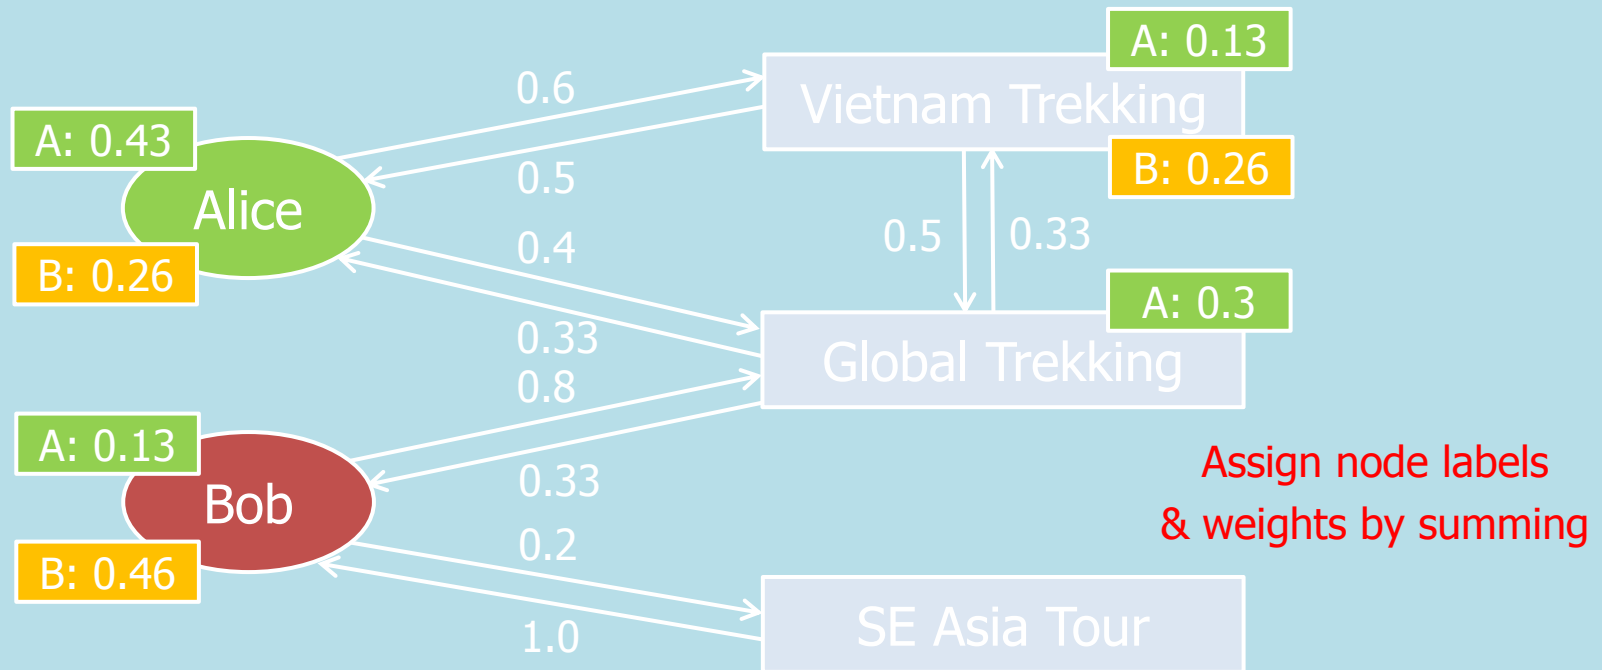 A: 0.13
0.6
Vietnam Trekking
A: 0.43
0.5
B: 0.26
Alice
0.4
0.5
0.33
B: 0.26
A: 0.3
0.33
Global Trekking
0.8
A: 0.13
Assign node labels
0.33
Bob
& weights by summing
0.2
B: 0.46
SE Asia Tour
1.0